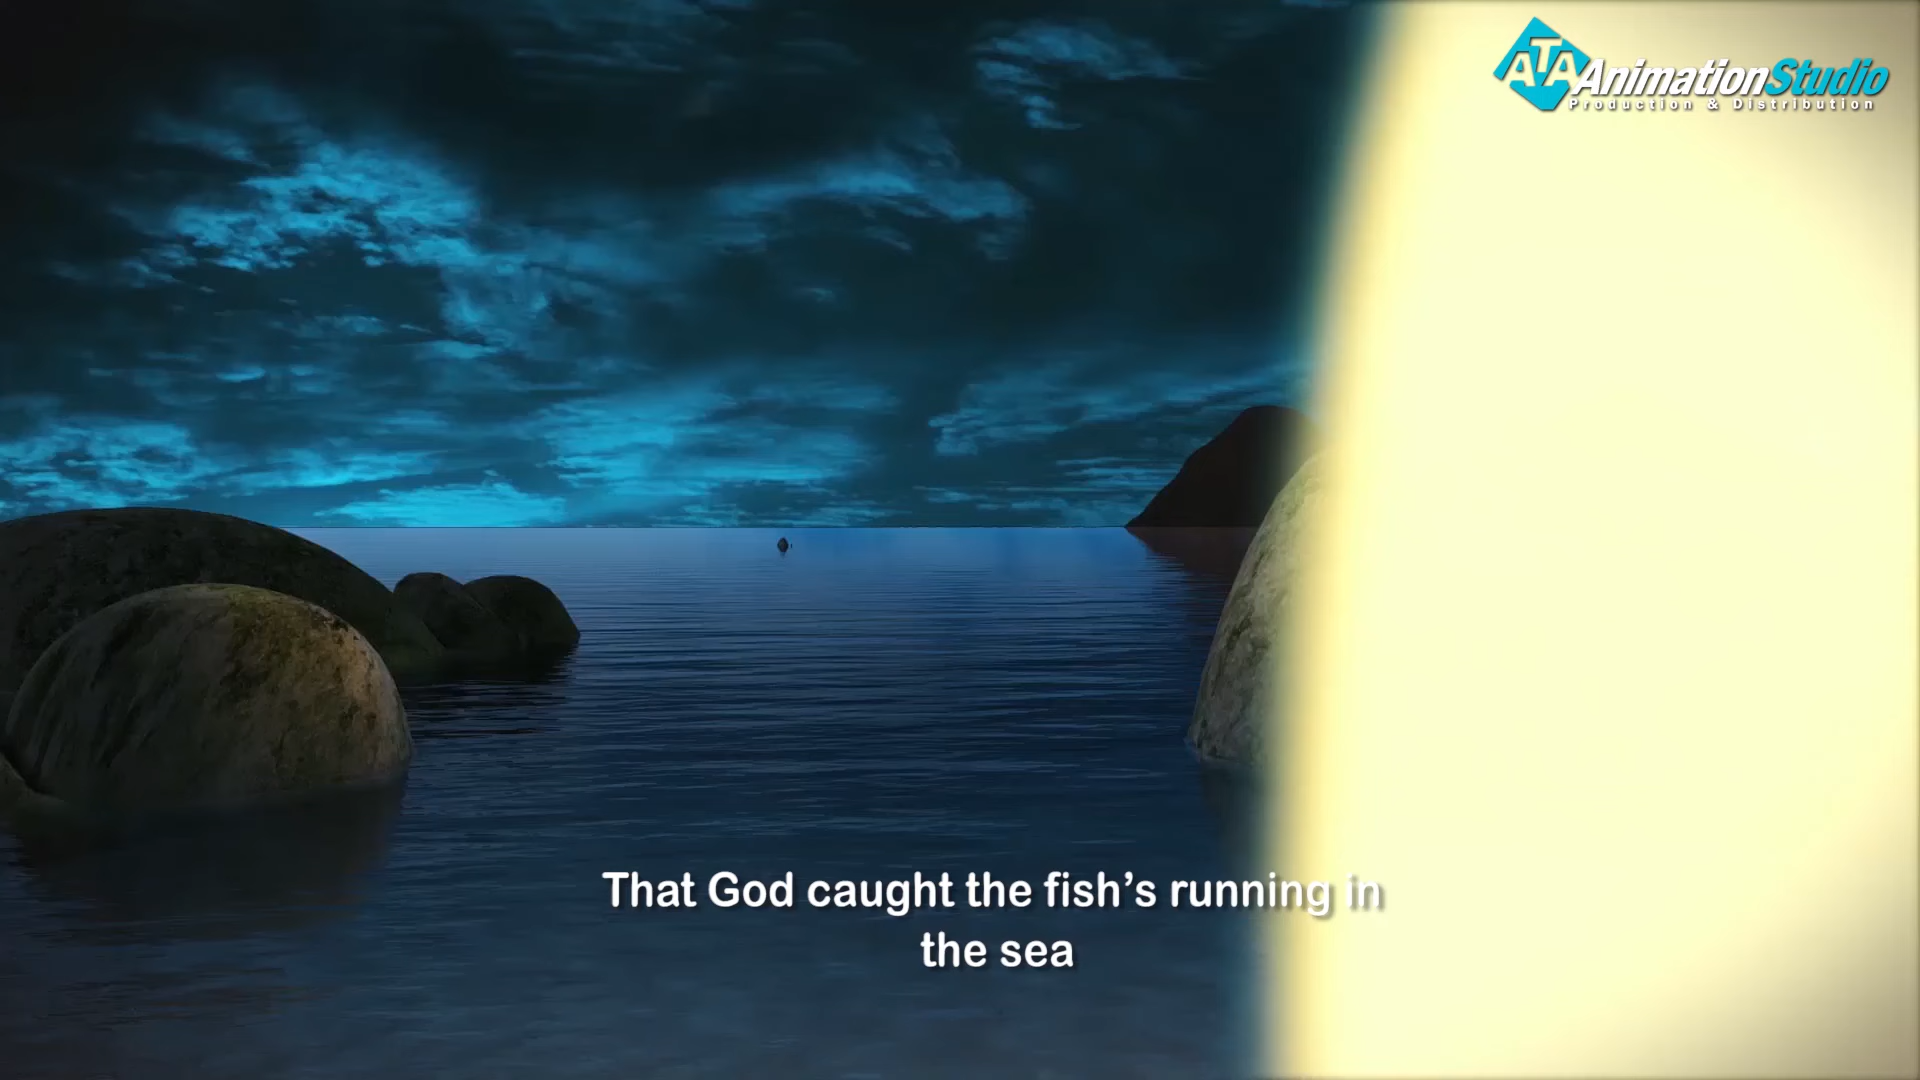 ATA AnimationStudio
Production & Distribution
That God caught the fish’s running in
the sea